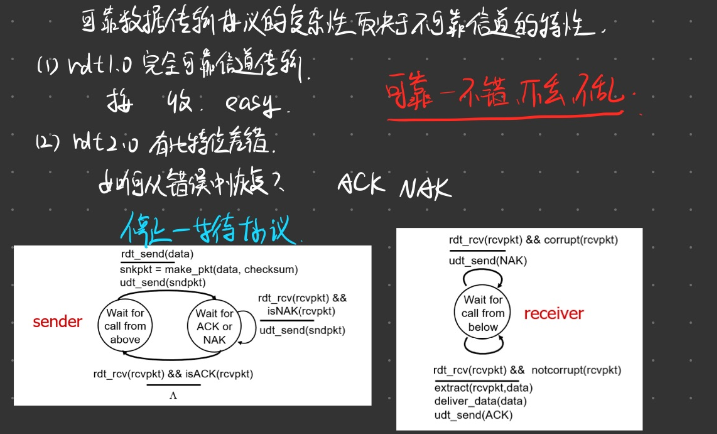 可靠数据传输协议的复杂性取决于不可靠信道的特性.
(1) rdt1.0 完全可靠信道传输.
接 收. easy.
可靠—不错、不丢、不乱.
(2) rdt2.0 有比特位差错.
如何从错误中恢复? ACK NAK
停止—等待协议
rdt_send(data)
snkpkt = make_pkt(data, checksum)
udt_send(sndpkt)
sender
Wait for
call from
above
Wait for
ACK or
NAK
rdt_rcv(rcvpkt) &&
isNAK(rcvpkt)
udt_send(sndpkt)
rdt_rcv(rcvpkt) && isACK(rcvpkt)
Λ
rdt_rcv(rcvpkt) && corrupt(rcvpkt)
udt_send(NAK)
Wait for
call from
below
receiver
rdt_rcv(rcvpkt) && notcorrupt(rcvpkt)
extract(rcvpkt,data)
deliver_data(data)
udt_send(ACK)